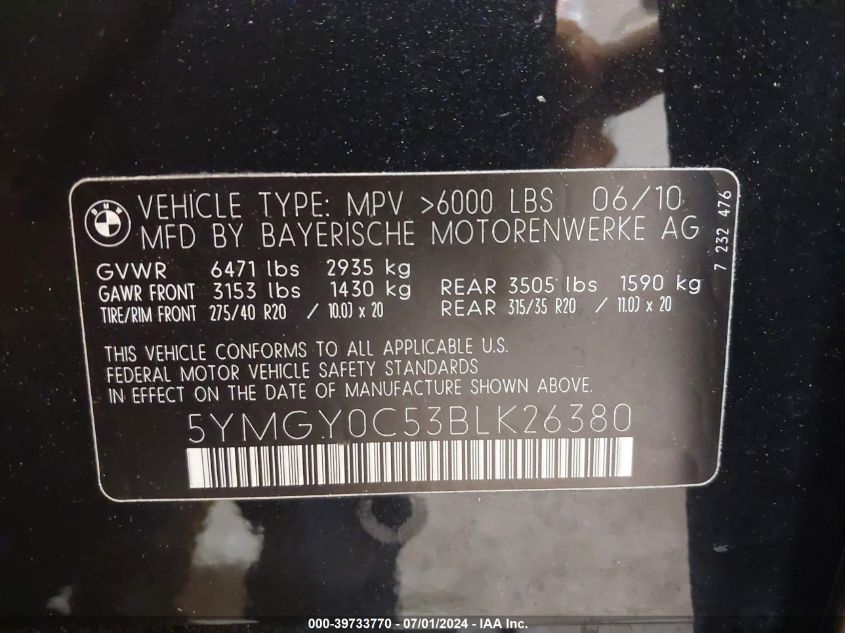 BMW
VEHICLE TYPE: MPV >6000 LBS 06/10
MFD BY BAYERISCHE MOTORENWERKE AG
7 232 476
GVWR 6471 lbs 2935 kg
GAWR FRONT 3153 lbs 1430 kg REAR 3505 lbs 1590 kg
TIRE/RIM FRONT 275/40 R20 / 10.0J x 20 REAR 315/35 R20 / 11.0J x 20
THIS VEHICLE CONFORMS TO ALL APPLICABLE U.S.
FEDERAL MOTOR VEHICLE SAFETY STANDARDS
IN EFFECT ON THE DATE OF MANUFACTURE SHOWN ABOVE.
5YMGY0C53BLK26380
000-39733770 - 07/01/2024 - IAA Inc.